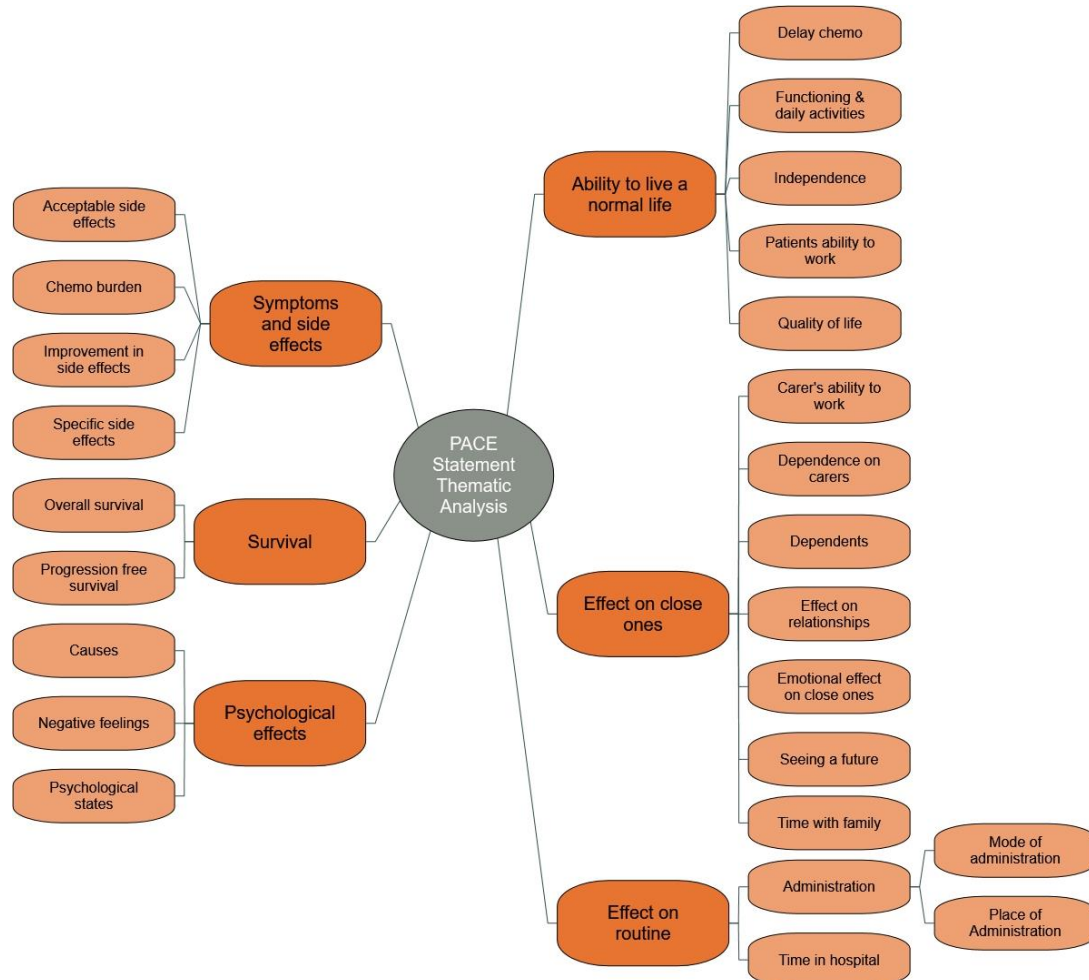 PACE
Statement
Thematic
Analysis
Symptoms
and side
effects
Acceptable side
effects
Chemo burden
Improvement in
side effects
Specific side
effects
Survival
Overall survival
Progression free
survival
Psychological
effects
Causes
Negative feelings
Psychological
states
Ability to live a
normal life
Delay chemo
Functioning &
daily activities
Independence
Patients ability to
work
Quality of life
Effect on close
ones
Carer's ability to
work
Dependence on
carers
Dependents
Effect on
relationships
Emotional effect
on close ones
Seeing a future
Time with family
Effect on
routine
Administration
Mode of
administration
Place of
Administration
Time in hospital